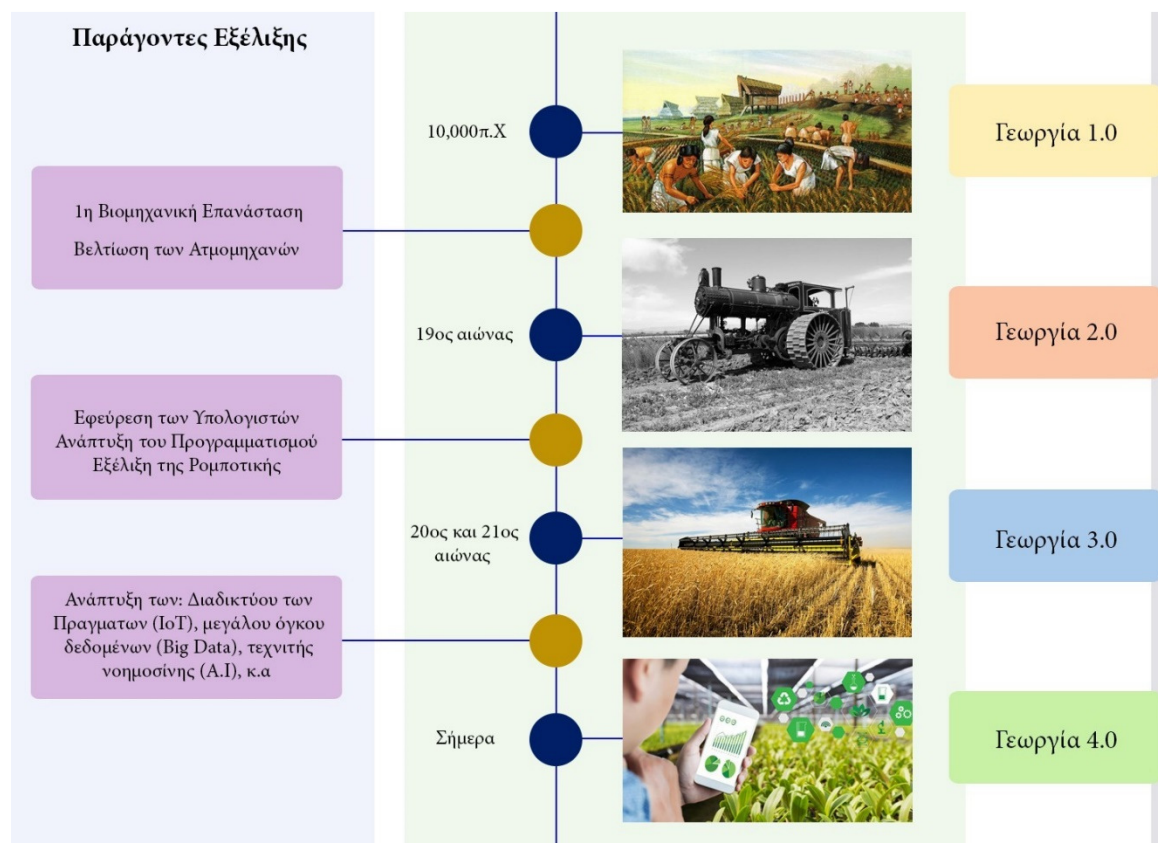 Παράγοντες Εξέλιξης
10,000π.Χ
Γεωργία 1.0
1η Βιομηχανική Επανάσταση
Βελτίωση των Ατμομηχανών
19ος αιώνας
Γεωργία 2.0
Εφεύρεση των Υπολογιστών
Ανάπτυξη του Προγραμματισμού
Εξέλιξη της Ρομποτικής
20ος και 21ος
αιώνας
Γεωργία 3.0
Ανάπτυξη των: Διαδικτύου των
Πραγματων (IoT), μεγάλου όγκου
δεδομένων (Big Data), τεχνιτής
νοημοσίνης (A.I), κ.α
Σήμερα
Γεωργία 4.0